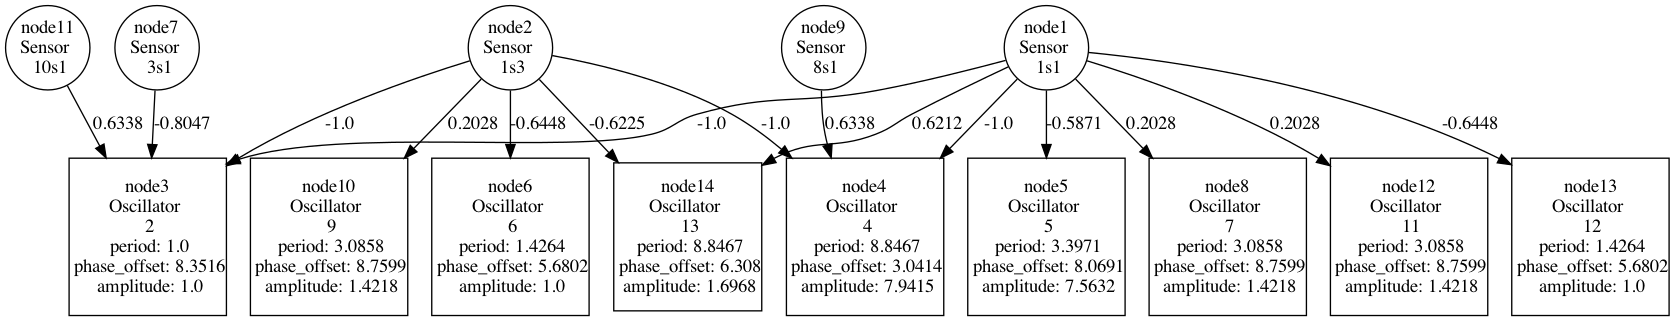 node11
Sensor
10s1
node7
Sensor
3s1
node2
Sensor
1s3
node9
Sensor
8s1
node1
Sensor
1s1
0.6338
-0.8047
-1.0
0.2028
-0.6448
-0.6225
-1.0
-1.0
0.6338
0.6212
-1.0
-0.5871
0.2028
0.2028
-0.6448
node3
Oscillator
2
period: 1.0
phase_offset: 8.3516
amplitude: 1.0
node10
Oscillator
9
period: 3.0858
phase_offset: 8.7599
amplitude: 1.4218
node6
Oscillator
6
period: 1.4264
phase_offset: 5.6802
amplitude: 1.0
node14
Oscillator
13
period: 8.8467
phase_offset: 6.308
amplitude: 1.6968
node4
Oscillator
4
period: 8.8467
phase_offset: 3.0414
amplitude: 7.9415
node5
Oscillator
5
period: 3.3971
phase_offset: 8.0691
amplitude: 7.5632
node8
Oscillator
7
period: 3.0858
phase_offset: 8.7599
amplitude: 1.4218
node12
Oscillator
11
period: 3.0858
phase_offset: 8.7599
amplitude: 1.4218
node13
Oscillator
12
period: 1.4264
phase_offset: 5.6802
amplitude: 1.0